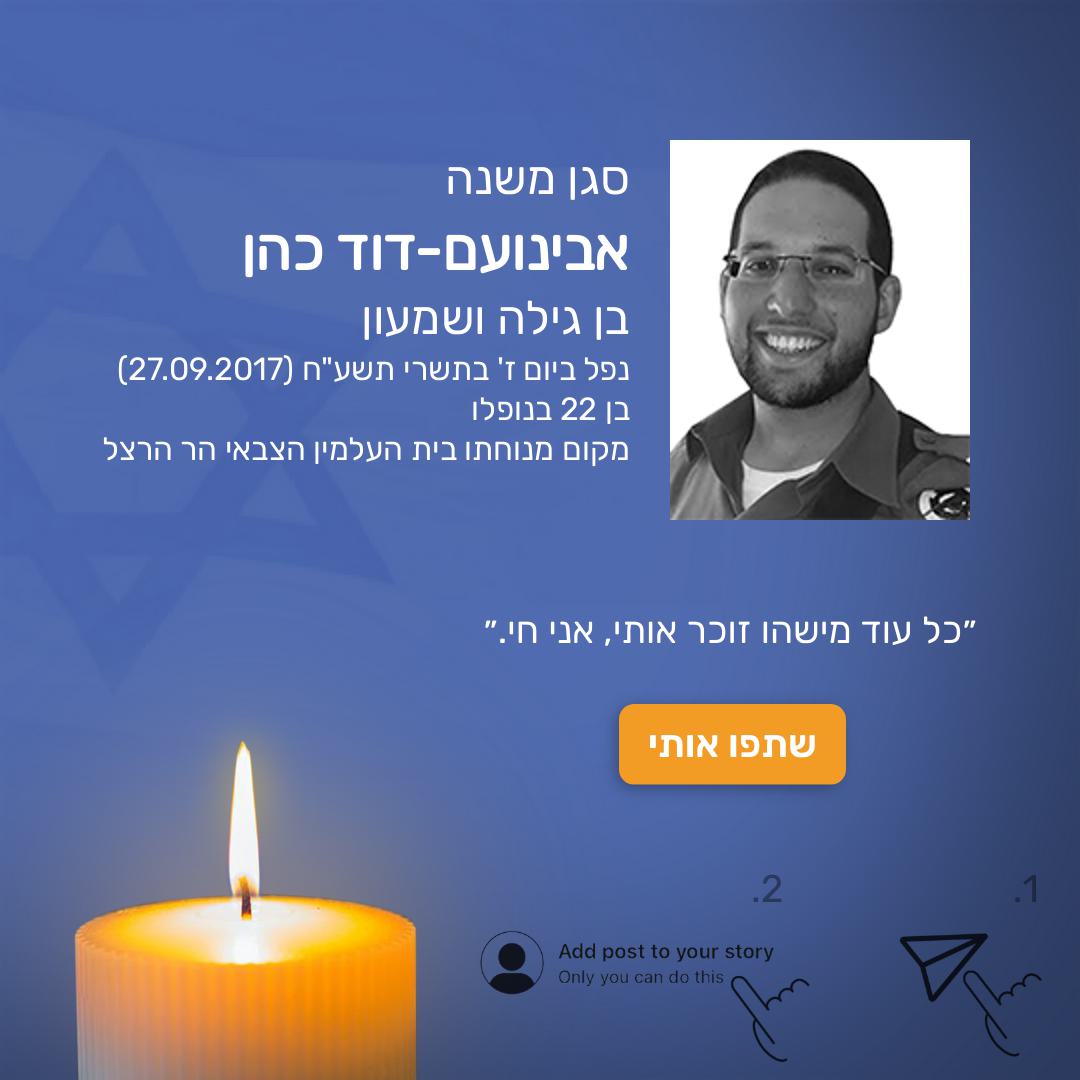 סגן משנה
אבינועם-דוד כהן
בן גילה ושמעון
נפל ביום ז' בתשרי תשע"ח (27.09.2017)
בן 22 בנופלו
מקום מנוחתו בית העלמין הצבאי הר הרצל
״כל עוד מישהו זוכר אותי, אני חי.״
שתפו אותי
1.
2.
Add post to your story
Only you can do this